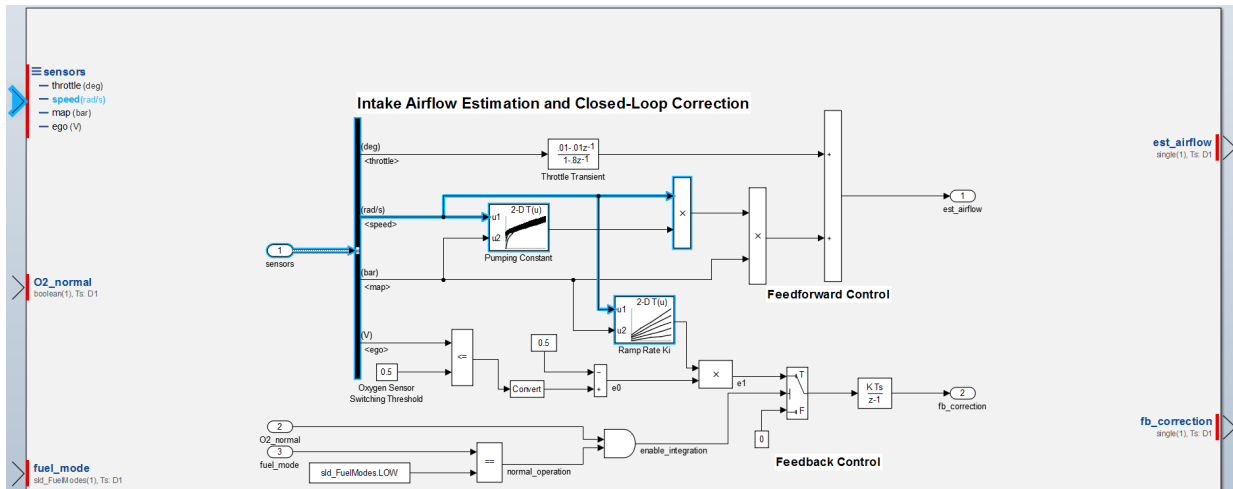 sensors
throttle (deg)
speed(rad/s)
map (bar)
ego (V)
O2_normal
boolean(1), Ts: D1
fuel_mode
sld_FuelModes(1), Ts: D1
Intake Airflow Estimation and Closed-Loop Correction
(deg)
<throttle>
.01-.01z-1
1-.8z-1
Throttle Transient
+
+
1
est_airflow
(rad/s)
<speed>
2-D T(u)
u1
u2
Pumping Constant
×
×
1
sensors
(bar)
<map>
Feedforward Control
2-D T(u)
u1
u2
Ramp Rate Ki
(V)
<ego>
<=
0.5
Oxygen Sensor
Switching Threshold
Convert
0.5
−
+
e0
×
e1
T
F
0
K Ts
z-1
2
fb_correction
2
O2_normal
3
fuel_mode
sld_FuelModes.LOW
==
normal_operation
enable_integration
Feedback Control
est_airflow
single(1), Ts: D1
fb_correction
single(1), Ts: D1